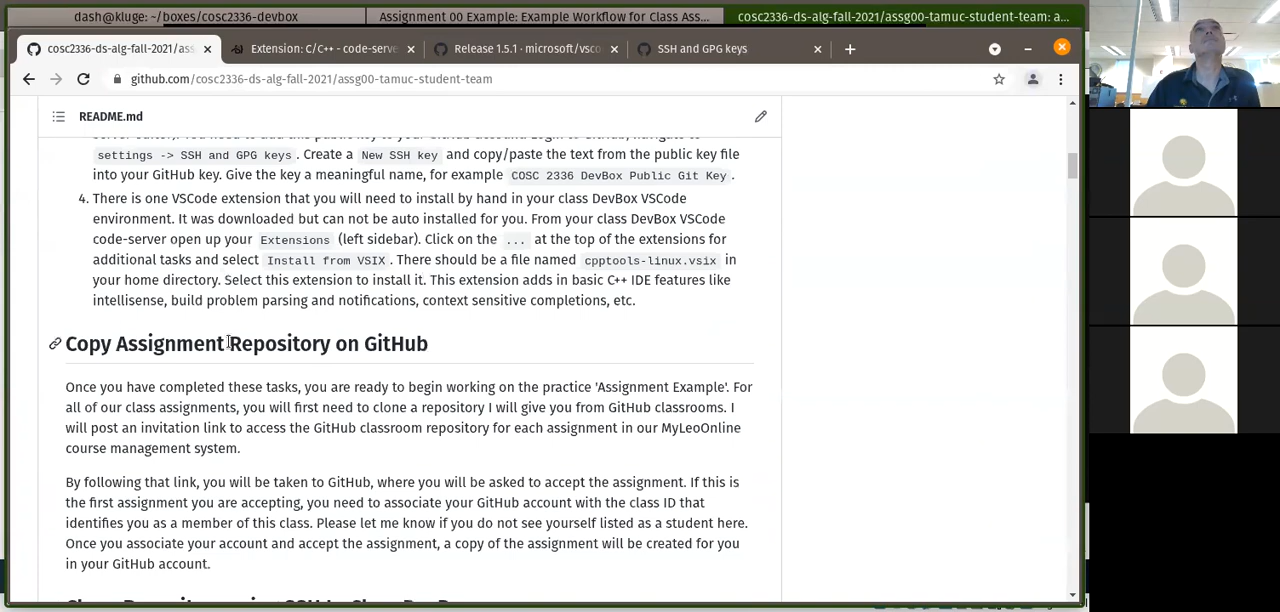 dash@kluge: ~/boxes/cosc2336-devbox
Assignment 00 Example: Example Workflow for Class Ass...
cosc2336-ds-alg-fall-2021/assg00-tamuc-student-team: a...
cosc2336-ds-alg-fall-2021/ass
Extension: C/C++ - code-serve
Release 1.5.1 · microsoft/vsco
SSH and GPG keys
github.com/cosc2336-ds-alg-fall-2021/assg00-tamuc-student-team
README.md
settings -> SSH and GPG keys. Create a New SSH key and copy/paste the text from the public key file
into your GitHub key. Give the key a meaningful name, for example COSC 2336 DevBox Public Git Key.
4. There is one VSCode extension that you will need to install by hand in your class DevBox VSCode
environment. It was downloaded but can not be auto installed for you. From your class DevBox VSCode
code-server open up your Extensions (left sidebar). Click on the ... at the top of the extensions for
additional tasks and select Install from VSIX. There should be a file named cpptools-linux.vsix in
your home directory. Select this extension to install it. This extension adds in basic C++ IDE features like
intellisense, build problem parsing and notifications, context sensitive completions, etc.
Copy Assignment Repository on GitHub
Once you have completed these tasks, you are ready to begin working on the practice 'Assignment Example'. For
all of our class assignments, you will first need to clone a repository I will give you from GitHub classrooms. I
will post an invitation link to access the GitHub classroom repository for each assignment in our MyLeoOnline
course management system.
By following that link, you will be taken to GitHub, where you will be asked to accept the assignment. If this is
the first assignment you are accepting, you need to associate your GitHub account with the class ID that
identifies you as a member of this class. Please let me know if you do not see yourself listed as a student here.
Once you associate your account and accept the assignment, a copy of the assignment will be created for you
in your GitHub account.